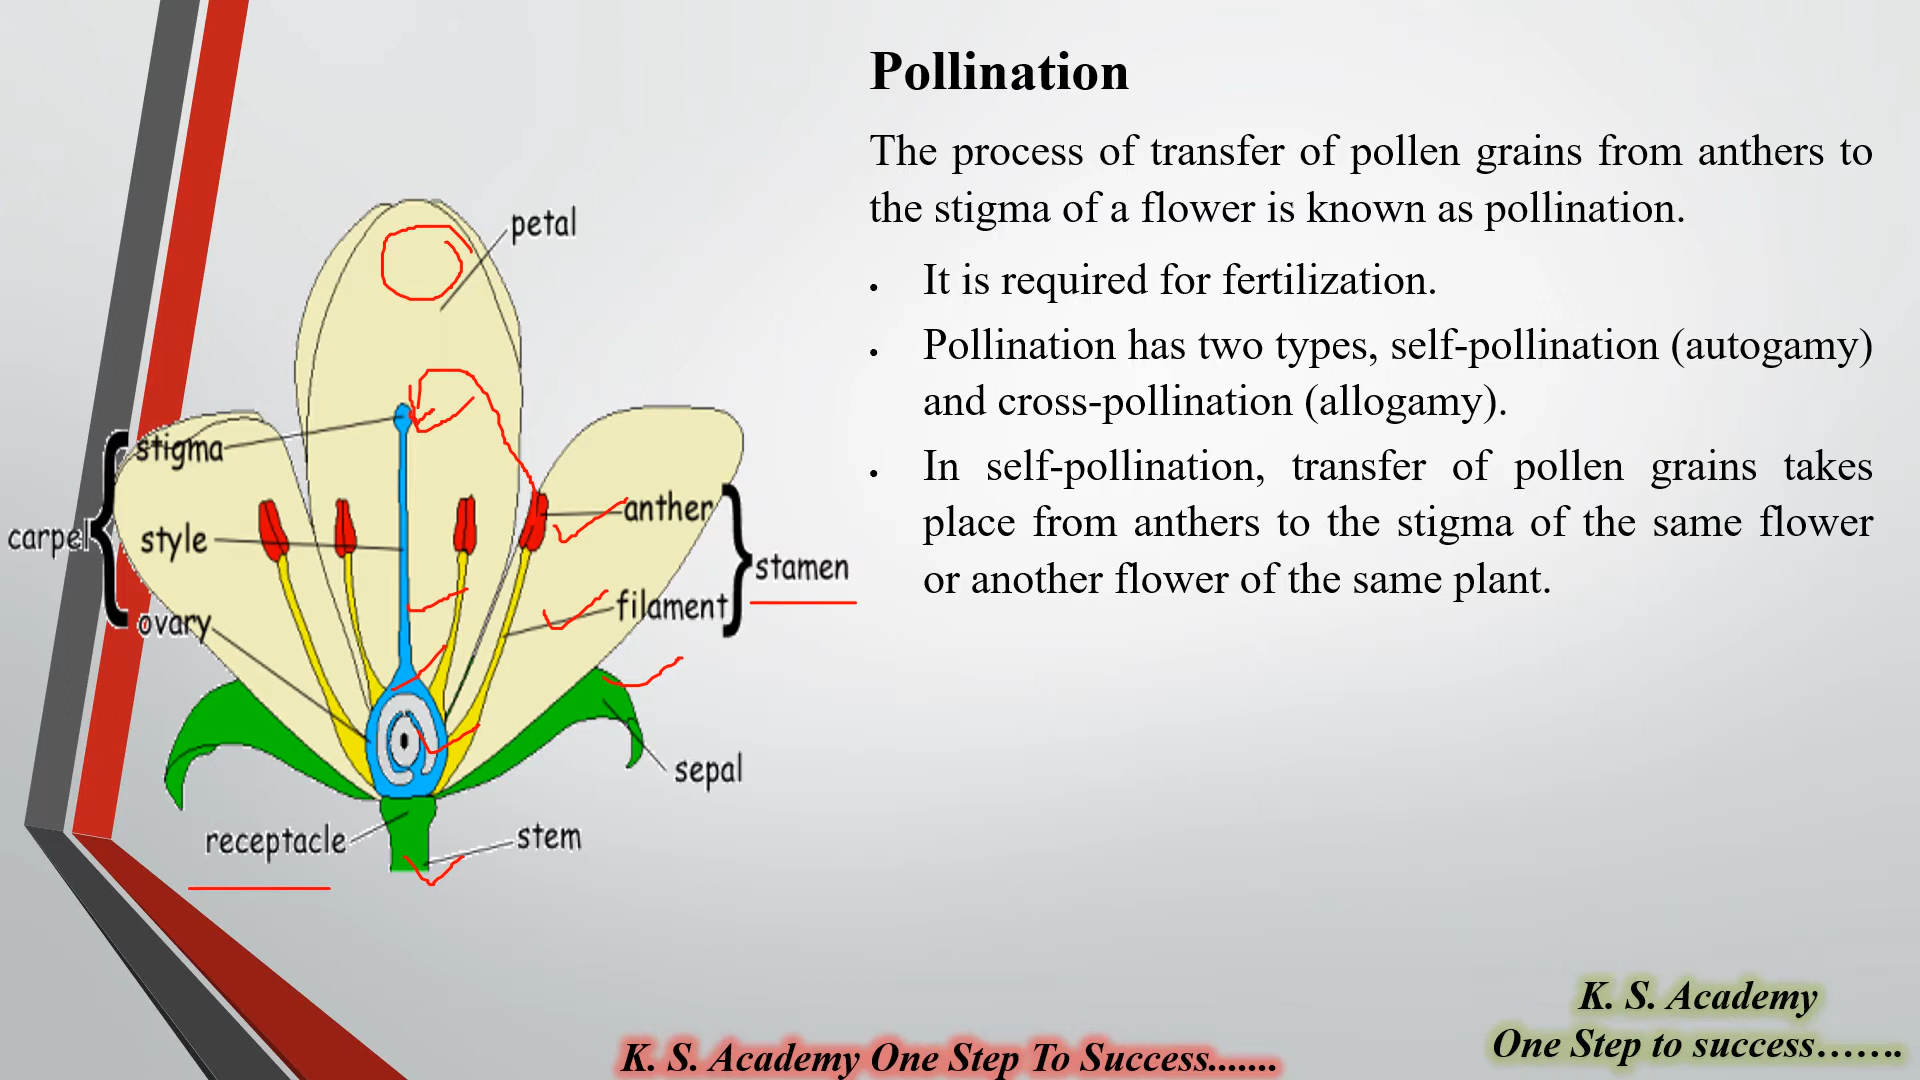 Pollination
The process of transfer of pollen grains from anthers to
the stigma of a flower is known as pollination.
• It is required for fertilization.
• Pollination has two types, self-pollination (autogamy)
and cross-pollination (allogamy).
• In self-pollination, transfer of pollen grains takes
place from anthers to the stigma of the same flower
or another flower of the same plant.
petal
stigma
carpel
style
ovary
anther
stamen
filament
sepal
receptacle
stem
K. S. Academy
One Step to success.......
K. S. Academy One Step To Success.......